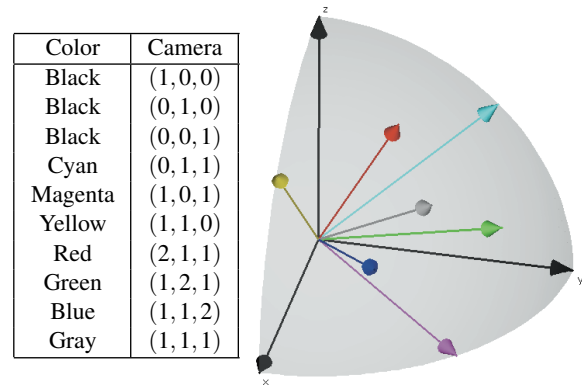 Color Camera
Black (1,0,0)
Black (0,1,0)
Black (0,0,1)
Cyan (0,1,1)
Magenta (1,0,1)
Yellow (1,1,0)
Red (2,1,1)
Green (1,2,1)
Blue (1,1,2)
Gray (1,1,1)
z
y
x